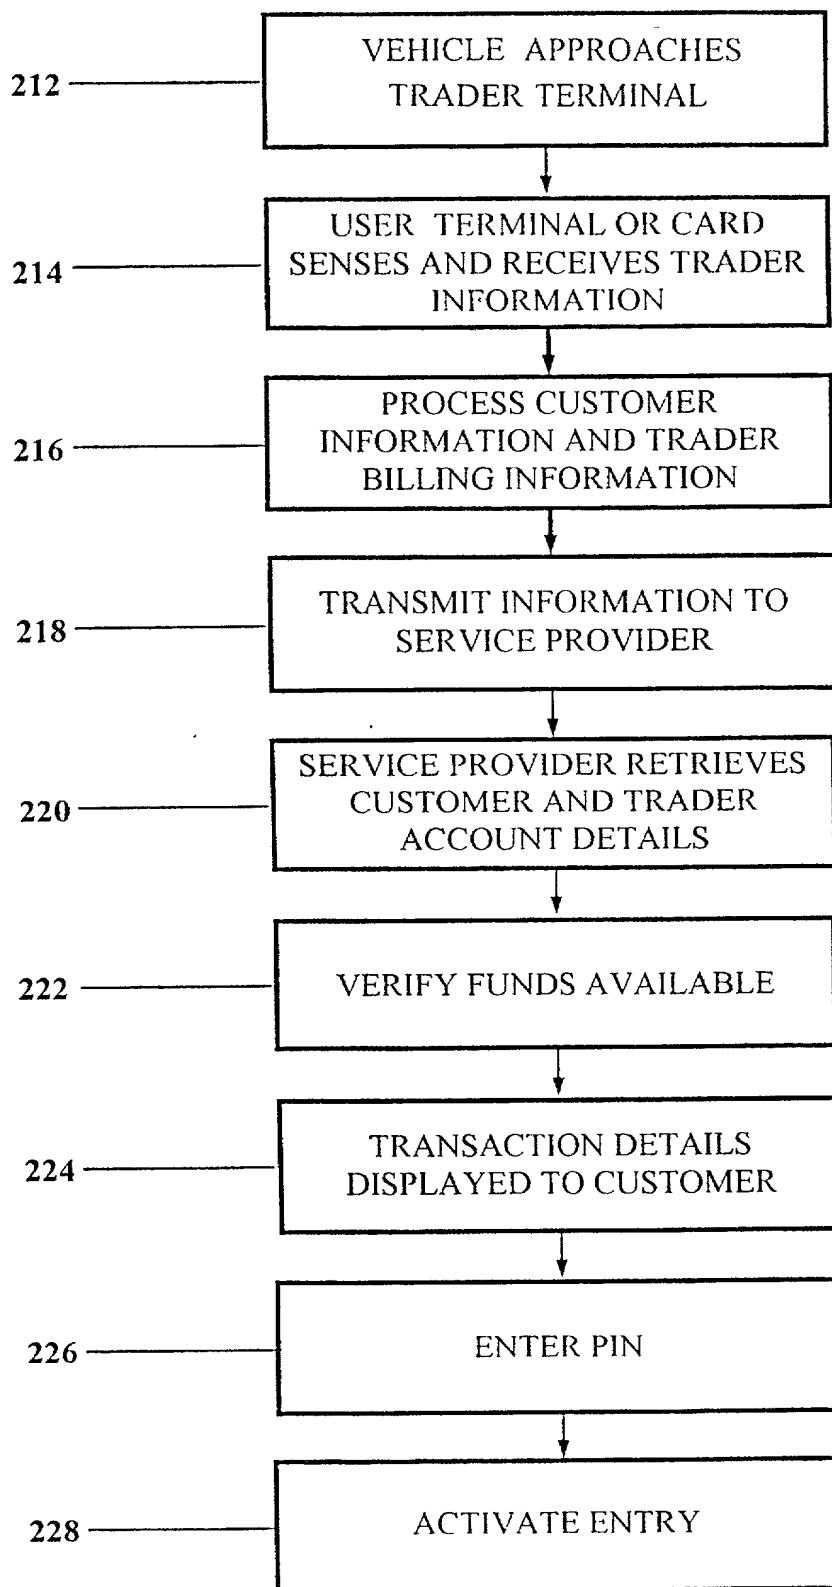 VEHICLE APPROACHES
212
TRADER TERMINAL
USER TERMINAL OR CARD
214
SENSES AND RECEIVES TRADER
INFORMATION
PROCESS CUSTOMER
216
INFORMATION AND TRADER
BILLING INFORMATION
TRANSMIT INFORMATION TO
218
SERVICE PROVIDER
SERVICE PROVIDER RETRIEVES
220
CUSTOMER AND TRADER
ACCOUNT DETAILS
222
VERIFY FUNDS AVAILABLE
TRANSACTION DETAILS
224
DISPLAYED TO CUSTOMER
226
ENTER PIN
228
ACTIVATE ENTRY